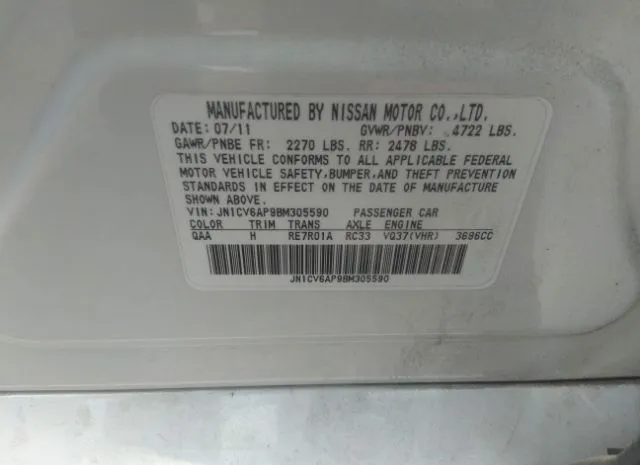 MANUFACTURED BY NISSAN MOTOR CO.,LTD.
DATE: 07/11 GVWR/PNBV: 4722 LBS.
GAWR/PNBE FR: 2270 LBS. RR: 2478 LBS.
THIS VEHICLE CONFORMS TO ALL APPLICABLE FEDERAL
MOTOR VEHICLE SAFETY,BUMPER,AND THEFT PREVENTION
STANDARDS IN EFFECT ON THE DATE OF MANUFACTURE
SHOWN ABOVE.
VIN: JN1CV6AP9BM305590 PASSENGER CAR
COLOR TRIM TRANS AXLE ENGINE
QAA H RE7R01A RC33 VQ37(VHR) 3696CC
JN1CV6AP9BM305590